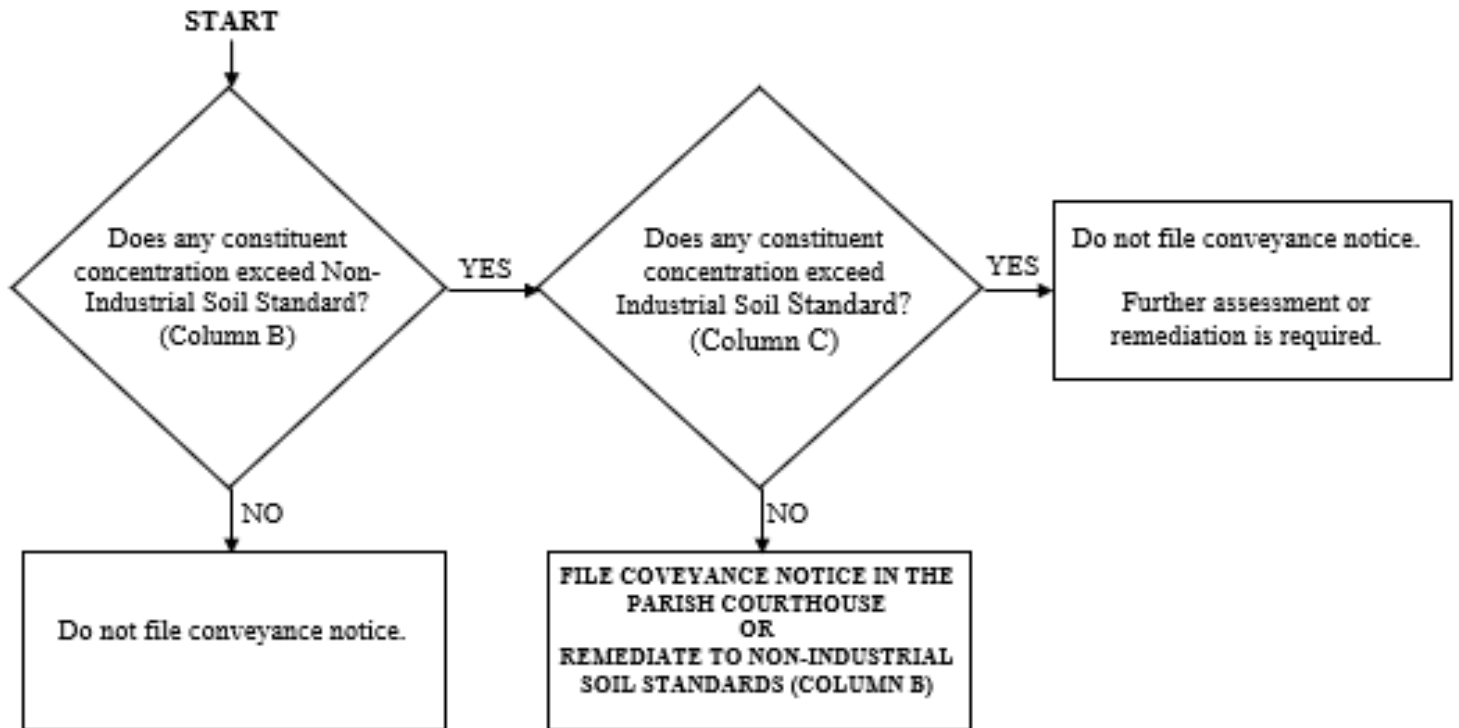 START
Does any constituent
concentration exceed Non-
Industrial Soil Standard?
(Column B)
YES
Does any constituent
concentration exceed
Industrial Soil Standard?
(Column C)
YES
Do not file conveyance notice.
Further assessment or
remediation is required.
NO
Do not file conveyance notice.
NO
FILE COVEYANCE NOTICE IN THE
PARISH COURTHOUSE
OR
REMEDIATE TO NON-INDUSTRIAL
SOIL STANDARDS (COLUMN B)